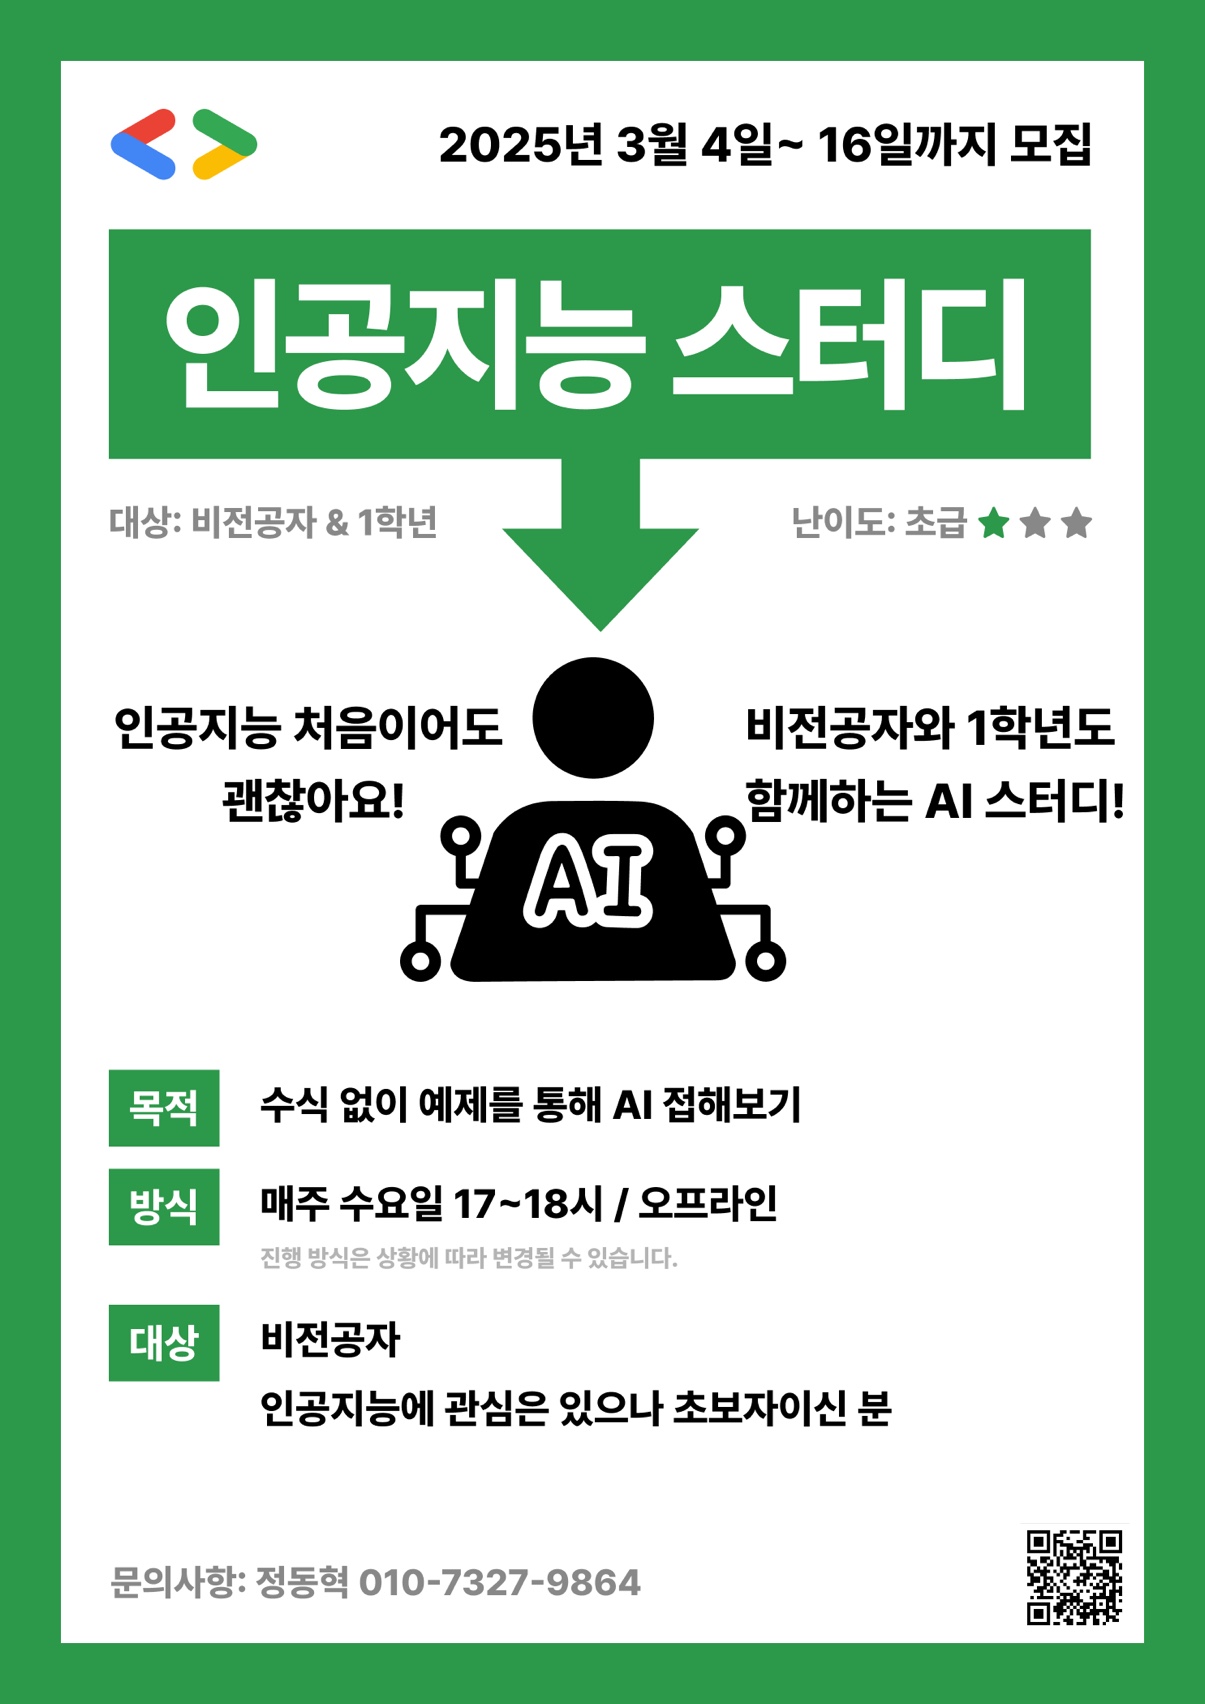 2025년 3월 4일~ 16일까지 모집
인공지능 스터디
대상: 비전공자 & 1학년
난이도: 초급
인공지능 처음이어도
괜찮아요!
비전공자와 1학년도
함께하는 AI 스터디!
AI
목적
수식 없이 예제를 통해 AI 접해보기
방식
매주 수요일 17~18시 / 오프라인
진행 방식은 상황에 따라 변경될 수 있습니다.
대상
비전공자
인공지능에 관심은 있으나 초보자이신 분
문의사항: 정동혁 010-7327-9864